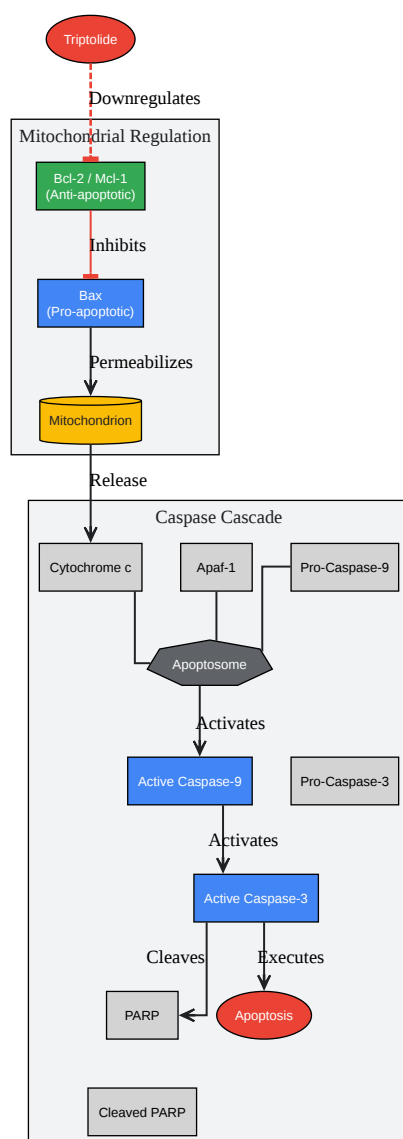 Triptolide
Downregulates
Mitochondrial Regulation
Bcl-2 / Mcl-1
(Anti-apoptotic)
Inhibits
Bax
(Pro-apoptotic)
Permeabilizes
Mitochondrion
Release
Caspase Cascade
Cytochrome c
Apaf-1
Pro-Caspase-9
Apoptosome
Activates
Active Caspase-9
Pro-Caspase-3
Activates
Active Caspase-3
Cleaves
Executes
PARP
Apoptosis
Cleaved PARP